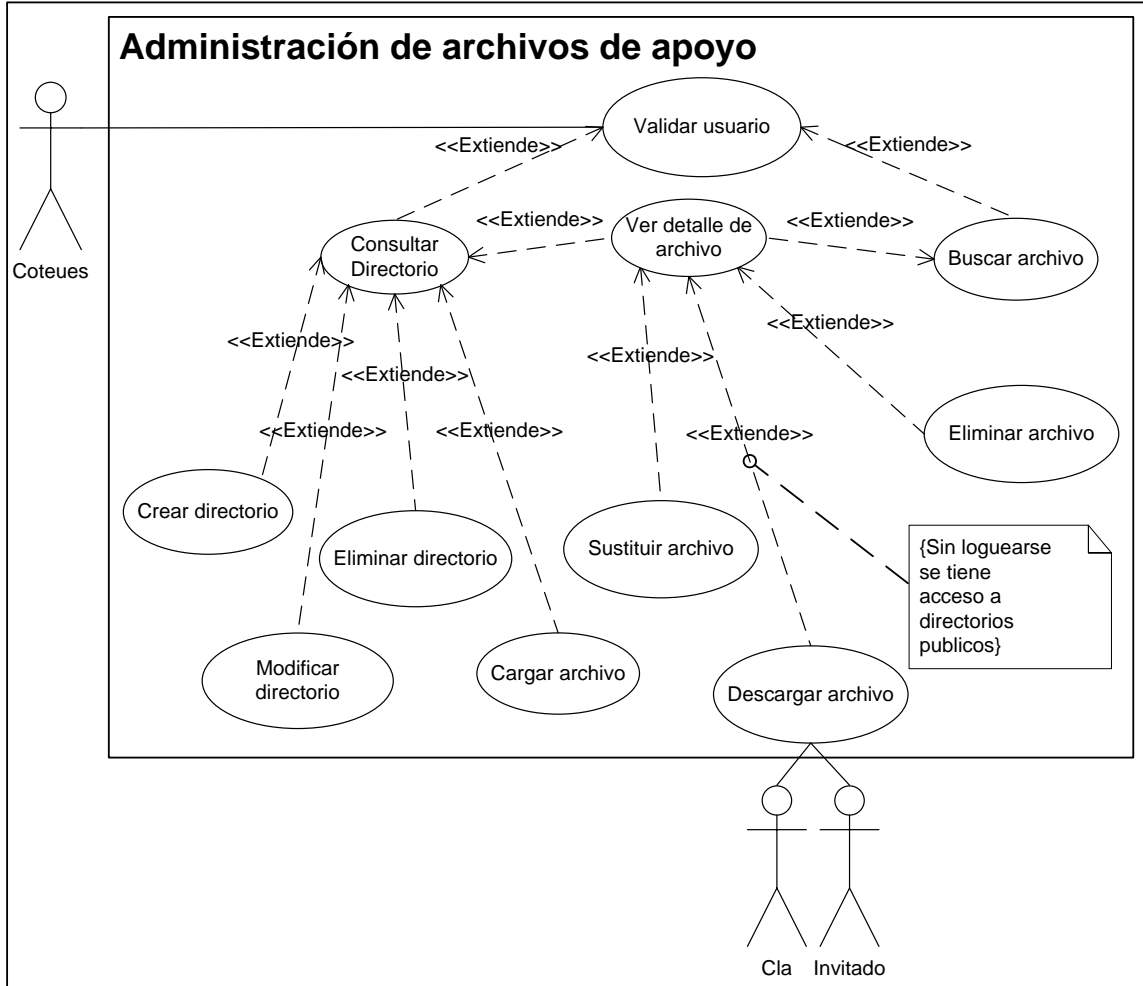 Administración de archivos de apoyo
Validar usuario
<<Extiende>>
<<Extiende>>
Coteues
Consultar
Directorio
<<Extiende>>
Ver detalle de
archivo
<<Extiende>>
Buscar archivo
<<Extiende>>
<<Extiende>>
<<Extiende>>
<<Extiende>>
<<Extiende>>
<<Extiende>>
<<Extiende>>
<<Extiende>>
Eliminar archivo
Crear directorio
Eliminar directorio
Sustituir archivo
{Sin loguearse
se tiene
acceso a
directorios
publicos}
Modificar
directorio
Cargar archivo
Descargar archivo
Cla
Invitado